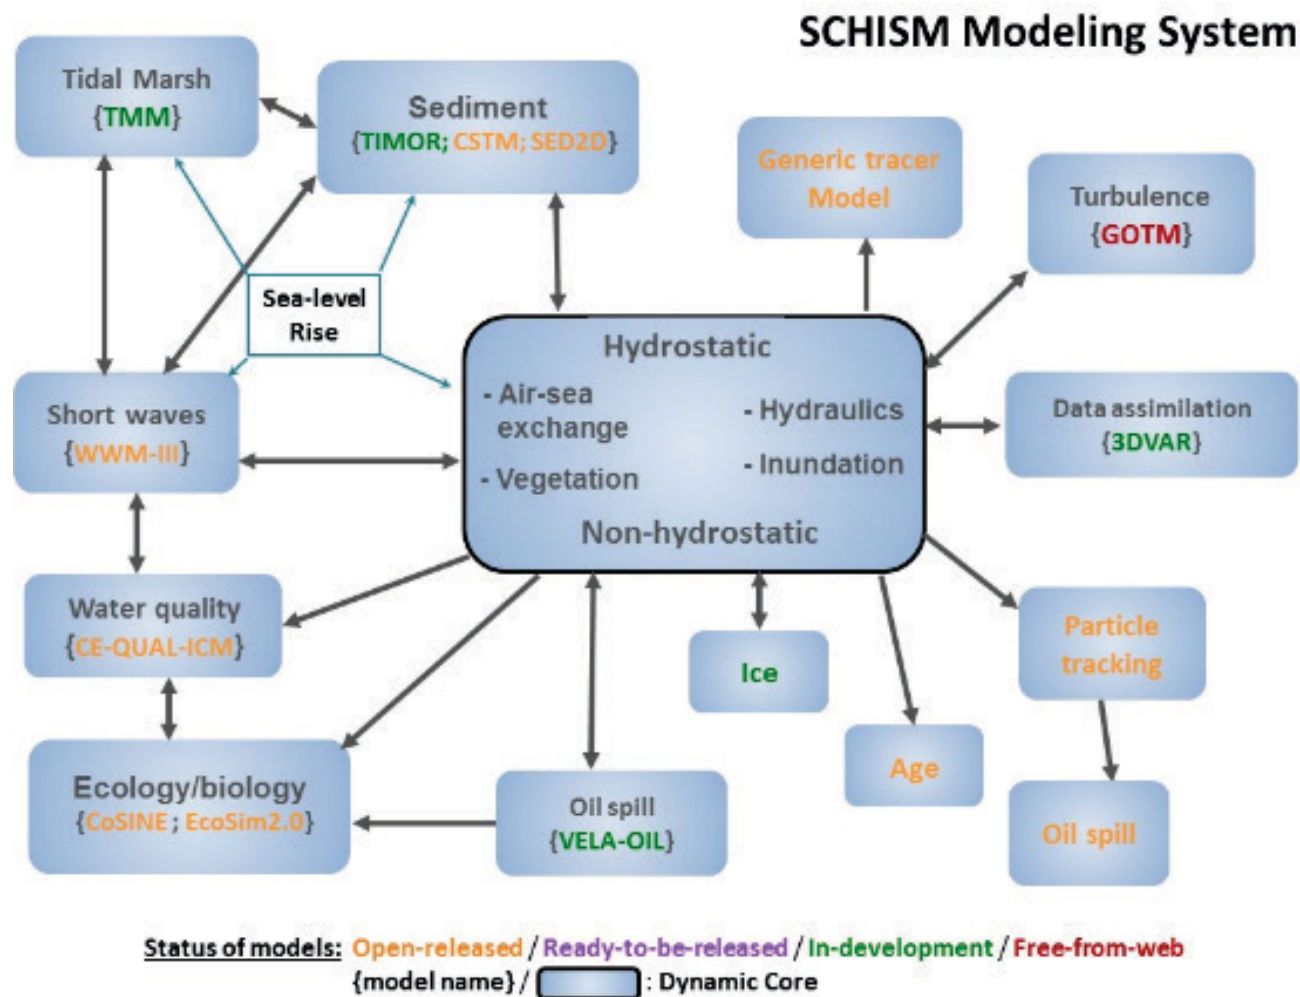 SCHISM Modeling System
Tidal Marsh
{TMM}
Sediment
{TIMOR; CSTM; SED2D}
Generic tracer
Model
Turbulence
{GOTM}
Sea-level
Rise
Hydrostatic
- Air-sea
exchange
- Vegetation
- Hydraulics
- Inundation
Non-hydrostatic
Short waves
{WWM-III}
Data assimilation
{3DVAR}
Water quality
{CE-QUAL-ICM}
Ice
Particle
tracking
Age
Ecology/biology
{CoSINE ; EcoSim2.0}
Oil spill
{VELA-OIL}
Oil spill
Status of models: Open-released / Ready-to-be-released / In-development / Free-from-web
{model name} / : Dynamic Core